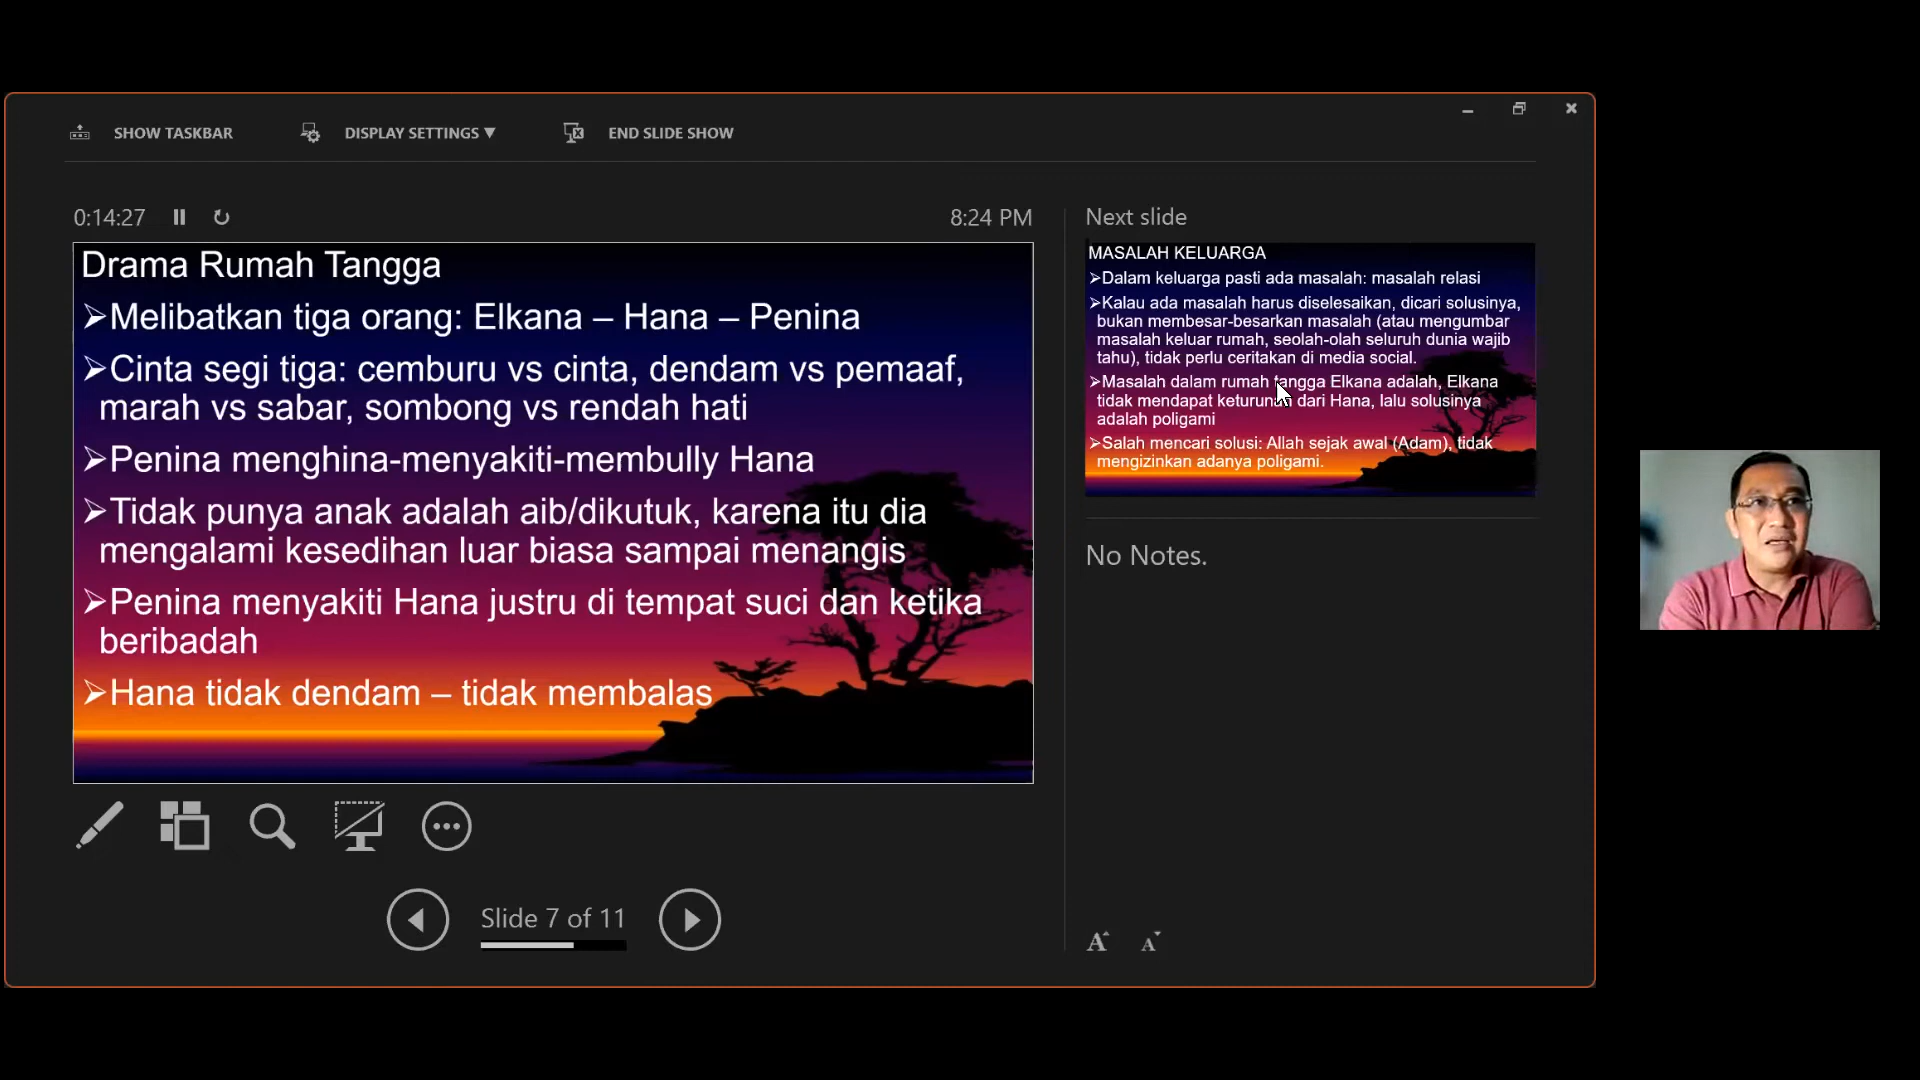 SHOW TASKBAR
DISPLAY SETTINGS ▼
END SLIDE SHOW
0:14:27
8:24 PM
Drama Rumah Tangga
➢Melibatkan tiga orang: Elkana – Hana – Penina
➢Cinta segi tiga: cemburu vs cinta, dendam vs pemaaf,
marah vs sabar, sombong vs rendah hati
➢Penina menghina-menyakiti-membully Hana
➢Tidak punya anak adalah aib/dikutuk, karena itu dia
mengalami kesedihan luar biasa sampai menangis
➢Penina menyakiti Hana justru di tempat suci dan ketika
beribadah
➢Hana tidak dendam – tidak membalas
Slide 7 of 11
Next slide
MASALAH KELUARGA
➢Dalam keluarga pasti ada masalah: masalah relasi
➢Kalau ada masalah harus diselesaikan, dicari solusinya,
bukan membesar-besarkan masalah (atau mengumbar
masalah keluar rumah, seolah-olah seluruh dunia wajib
tahu), tidak perlu ceritakan di media social.
➢Masalah dalam rumah tangga Elkana adalah, Elkana
tidak mendapat keturunan dari Hana, lalu solusinya
adalah poligami
➢Salah mencari solusi: Allah sejak awal (Adam), tidak
mengizinkan adanya poligami.
No Notes.
A A